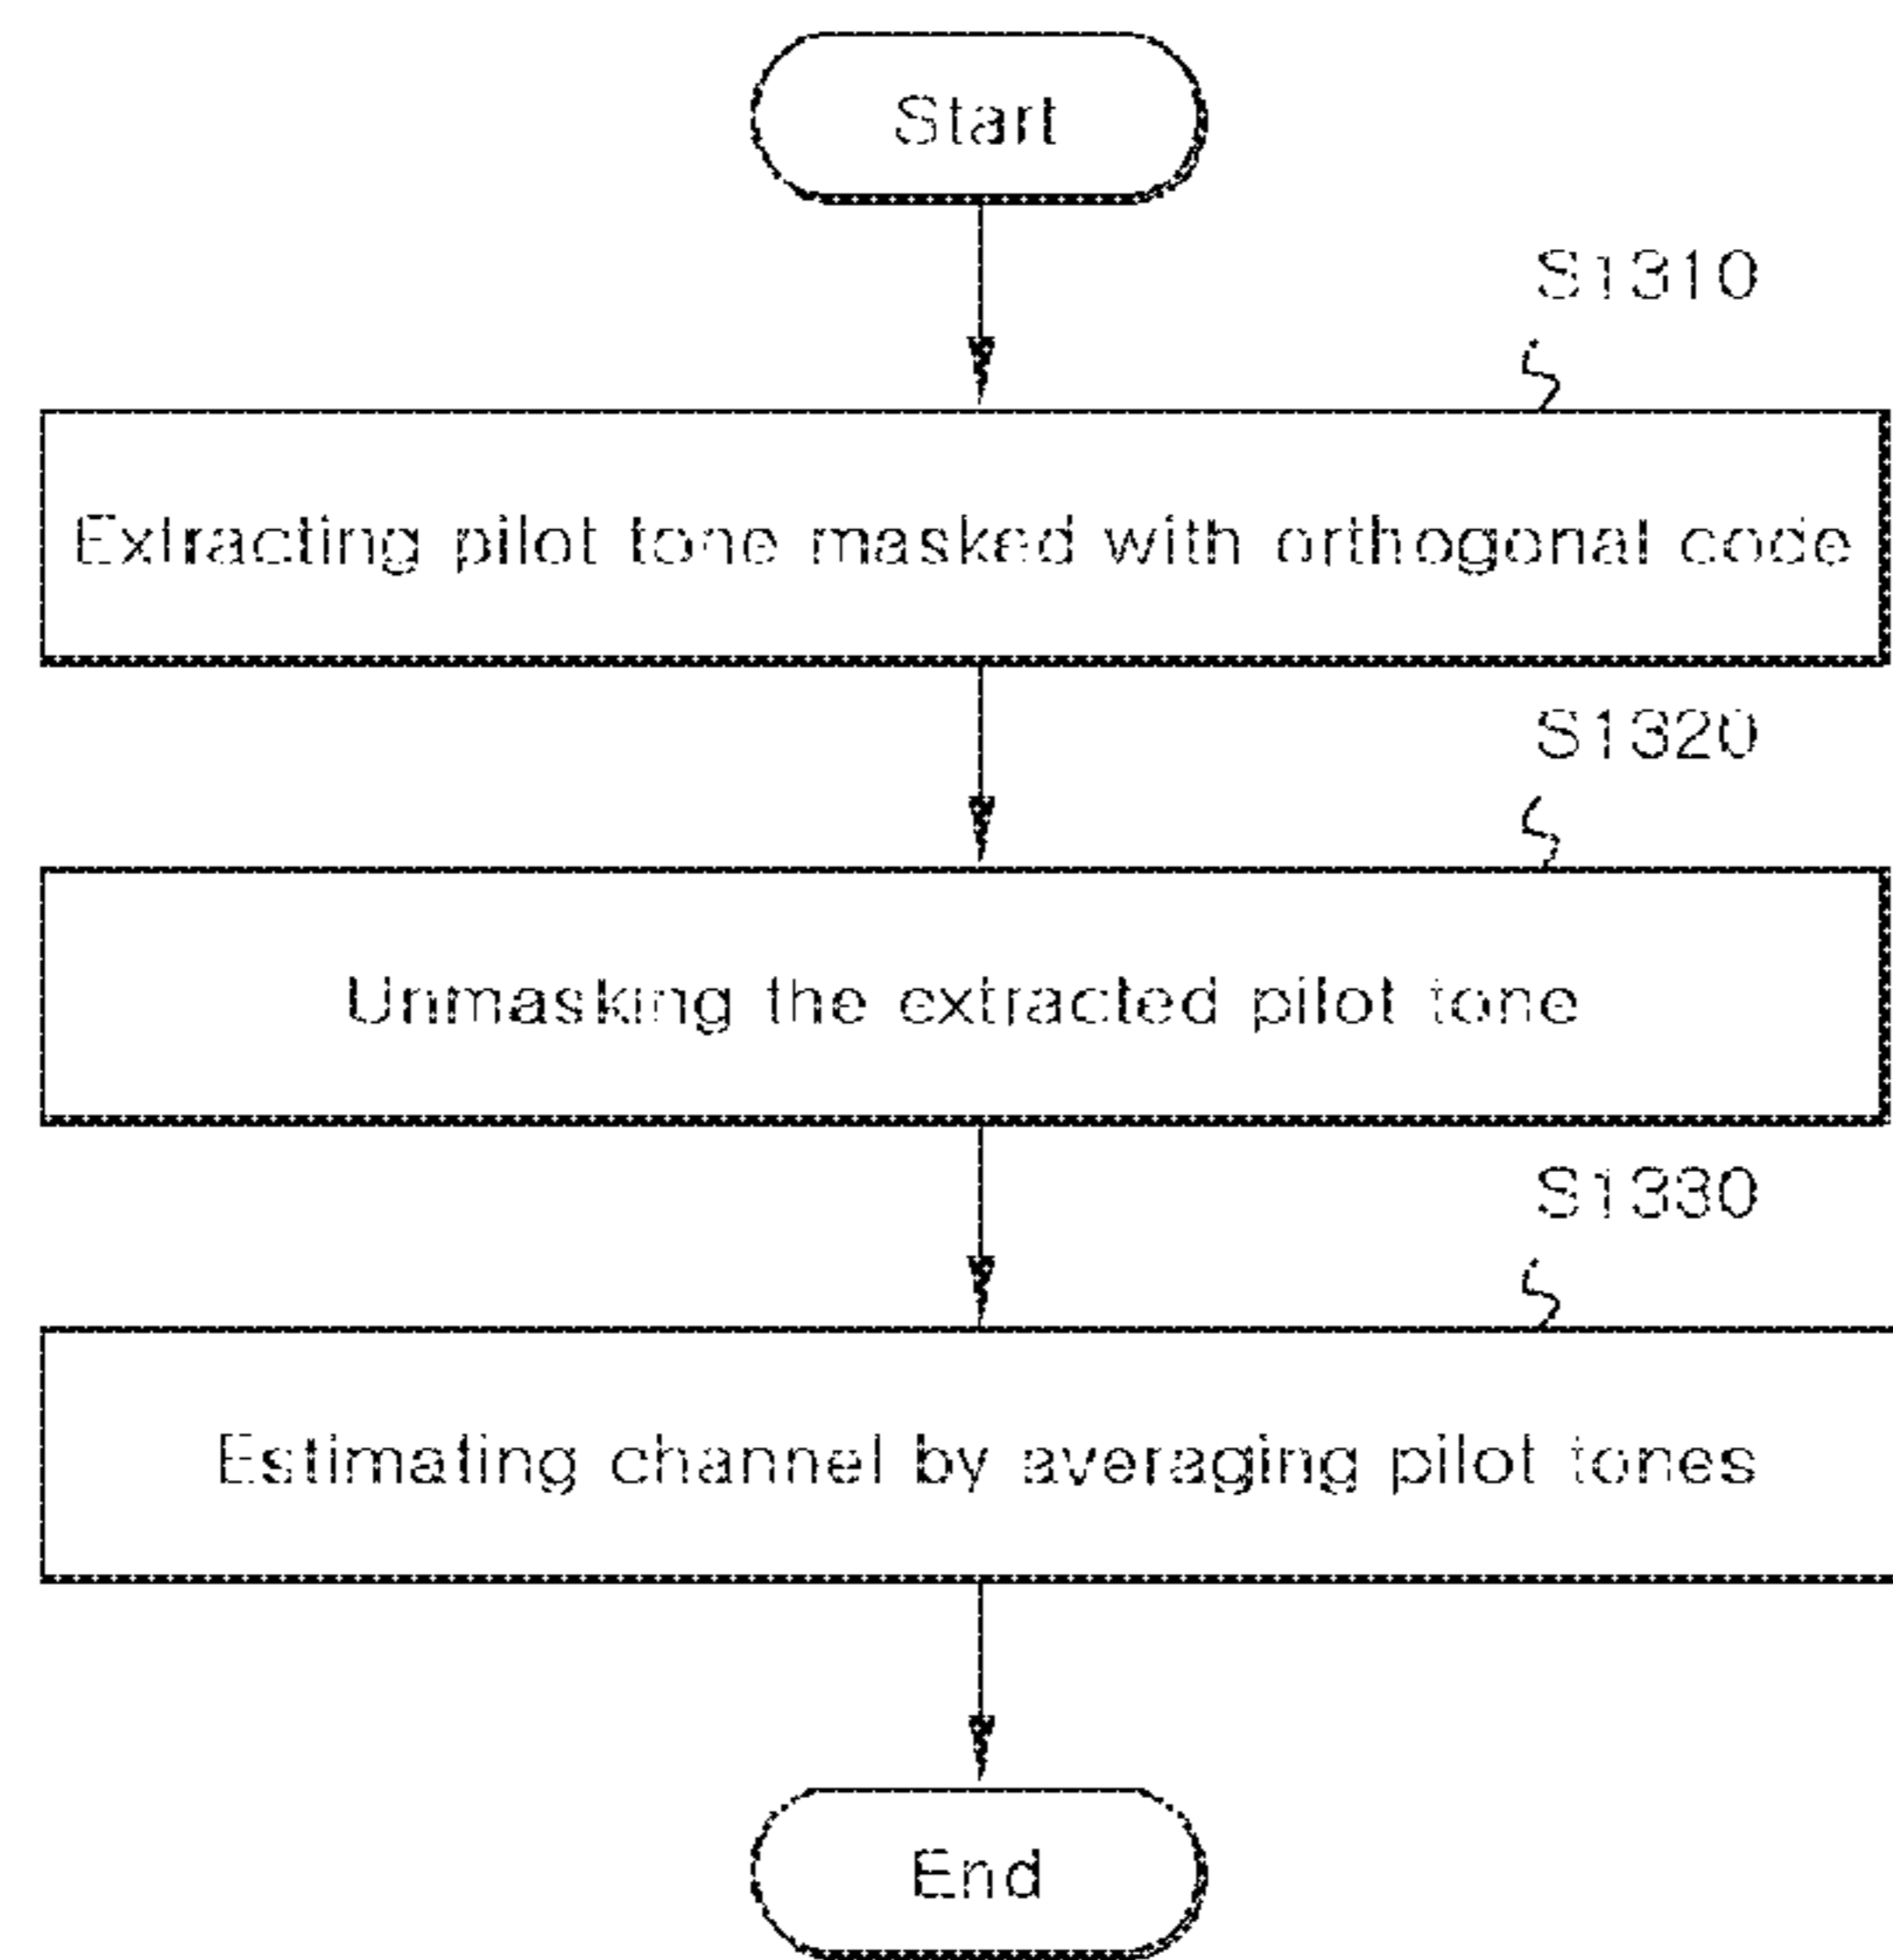 Start
S1310
Extracting pilot tone masked with orthogonal code
S1320
Unmasking the extracted pilot tone
S1330
Estimating channel by averaging pilot tones
End